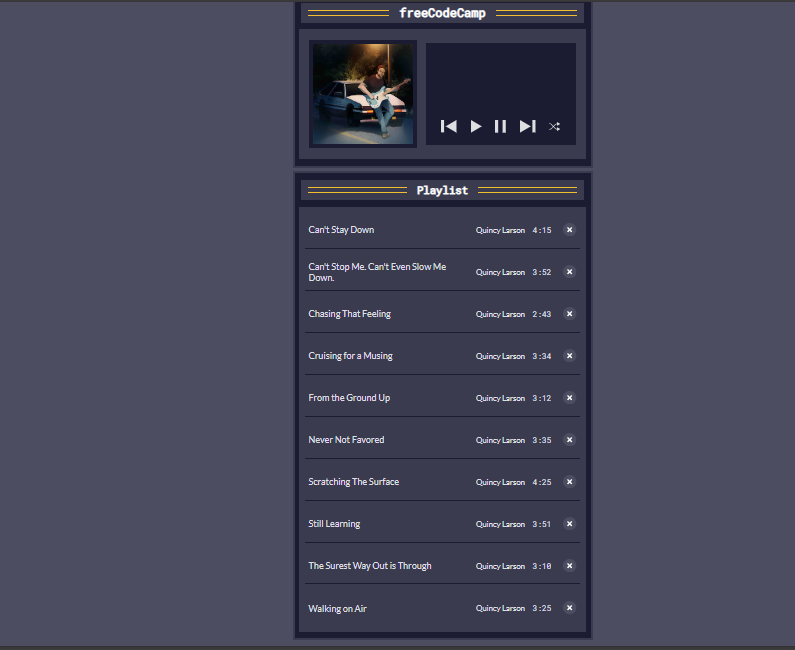 freeCodeCamp
Playlist
Can't Stay Down Quincy Larson 4:15
Can't Stop Me. Can't Even Slow Me
Down. Quincy Larson 3:52
Chasing That Feeling Quincy Larson 2:43
Cruising for a Musing Quincy Larson 3:34
From the Ground Up Quincy Larson 3:12
Never Not Favored Quincy Larson 3:35
Scratching The Surface Quincy Larson 4:25
Still Learning Quincy Larson 3:51
The Surest Way Out is Through Quincy Larson 3:10
Walking on Air Quincy Larson 3:25